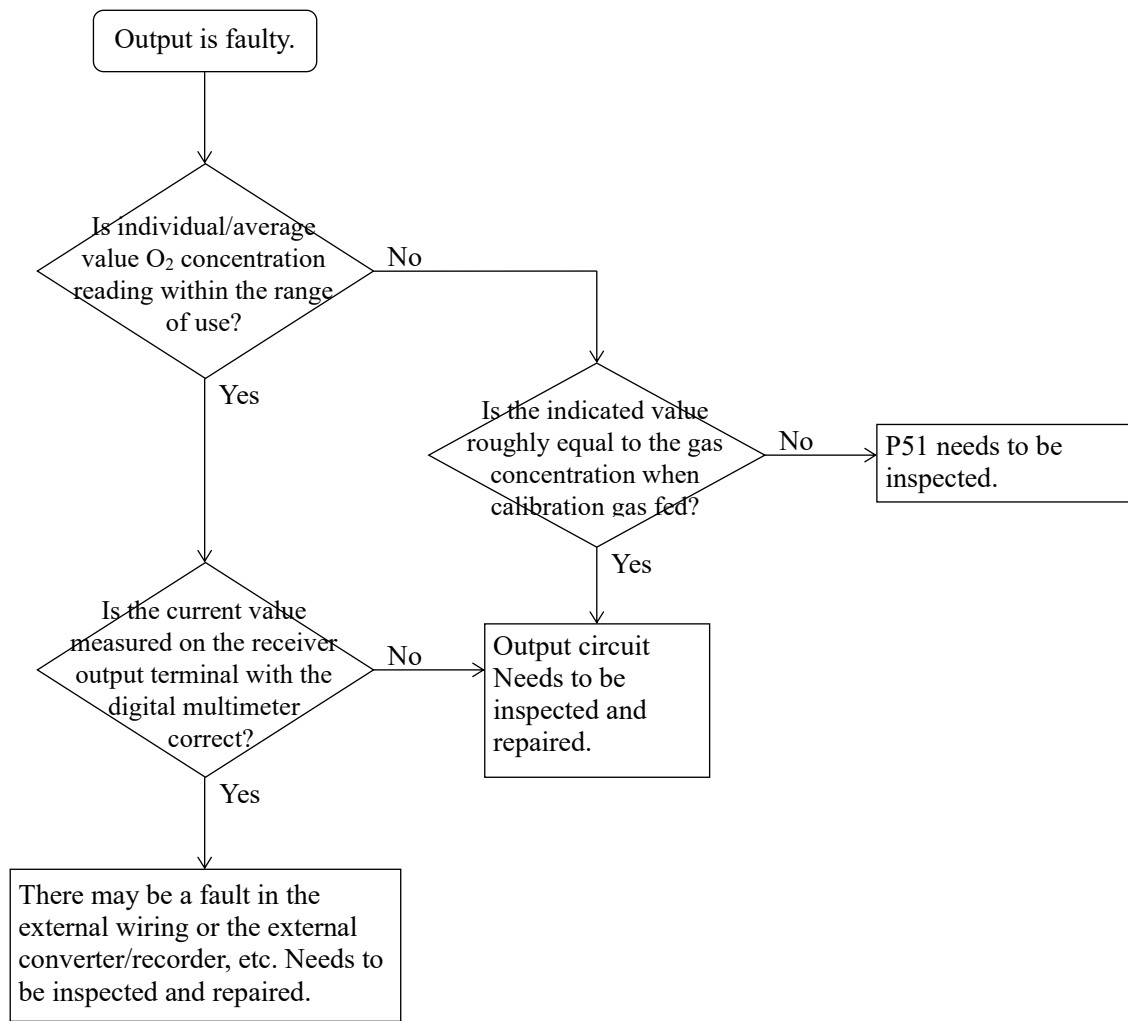 Output is faulty.
Is individual/average
value O₂ concentration
reading within the range
of use?
No
Yes
Is the indicated value
roughly equal to the gas
concentration when
calibration gas fed?
No
P51 needs to be
inspected.
Yes
Is the current value
measured on the receiver
output terminal with the
digital multimeter
correct?
No
Output circuit
Needs to be
inspected and
repaired.
Yes
There may be a fault in the
external wiring or the external
converter/recorder, etc. Needs to
be inspected and repaired.